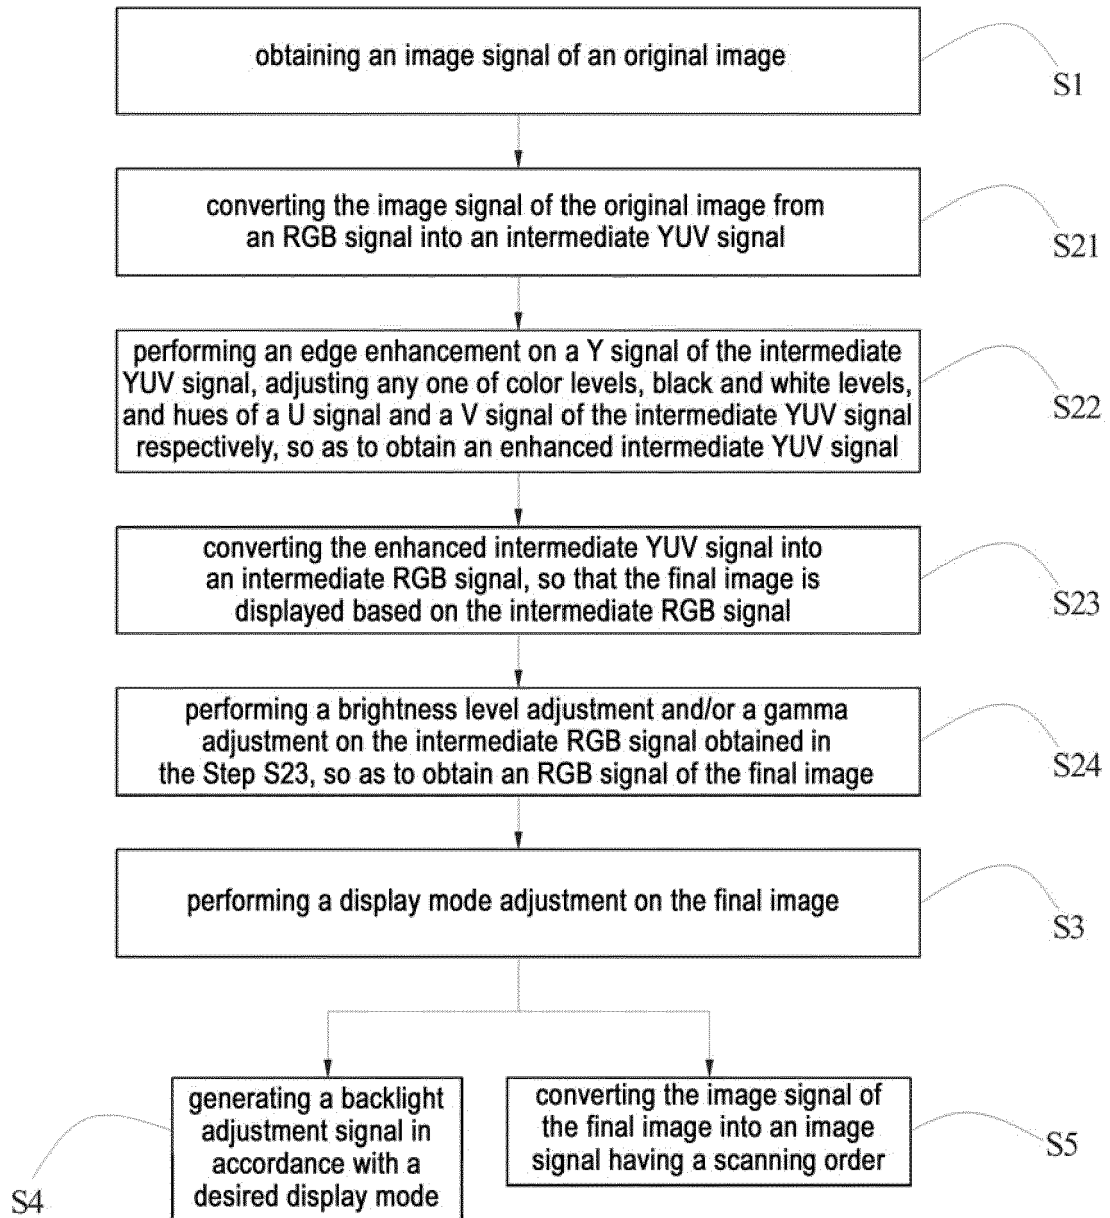 obtaining an image signal of an original image
S1
converting the image signal of the original image from
an RGB signal into an intermediate YUV signal
S21
performing an edge enhancement on a Y signal of the intermediate
YUV signal, adjusting any one of color levels, black and white levels,
and hues of a U signal and a V signal of the intermediate YUV signal
respectively, so as to obtain an enhanced intermediate YUV signal
S22
converting the enhanced intermediate YUV signal into
an intermediate RGB signal, so that the final image is
displayed based on the intermediate RGB signal
S23
performing a brightness level adjustment and/or a gamma
adjustment on the intermediate RGB signal obtained in
the Step S23, so as to obtain an RGB signal of the final image
S24
performing a display mode adjustment on the final image
S3
generating a backlight
adjustment signal in
accordance with a
desired display mode
S4
converting the image signal of
the final image into an image
signal having a scanning order
S5